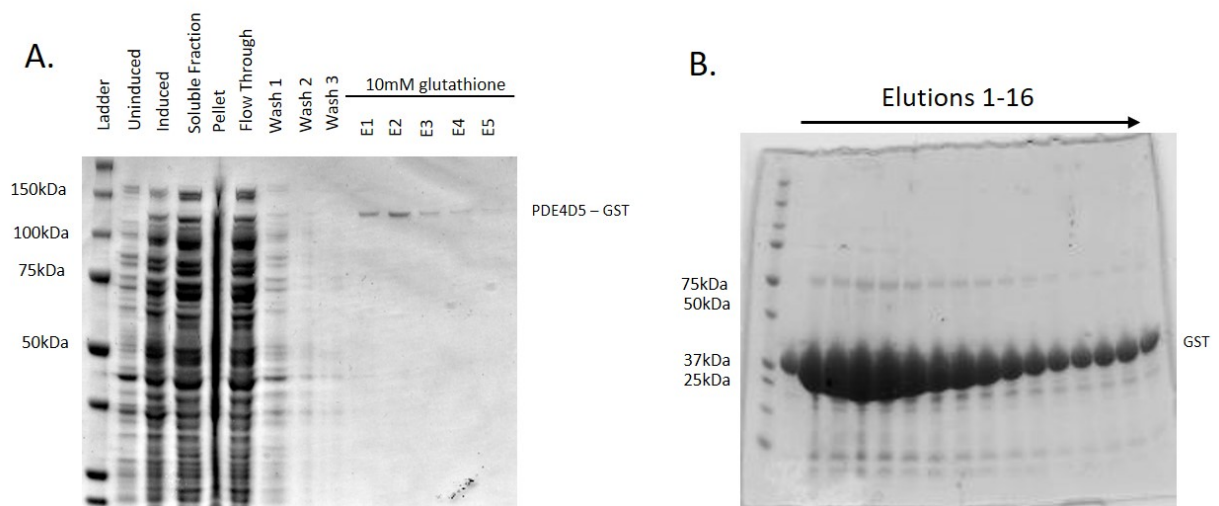 A.
Ladder
Uninduced
Induced
Soluble Fraction
Pellet
Flow Through
Wash 1
Wash 2
Wash 3
10mM glutathione
E1
E2
E3
E4
E5
150kDa
100kDa
75kDa
50kDa
PDE4D5 – GST
B.
Elutions 1-16
75kDa
50kDa
37kDa
25kDa
GST